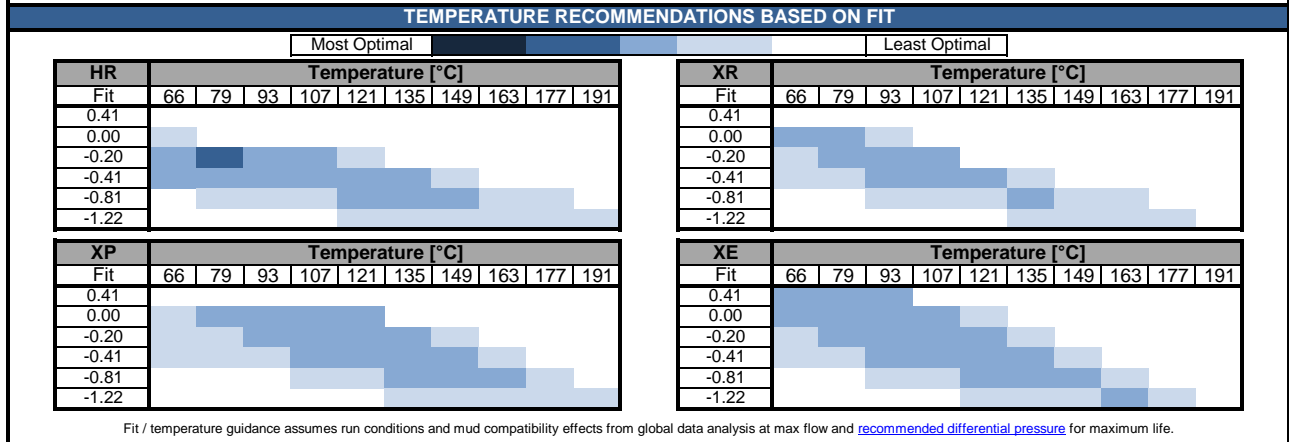 TEMPERATURE RECOMMENDATIONS BASED ON FIT
Most Optimal Least Optimal
HR Temperature [°C]
Fit 66 79 93 107 121 135 149 163 177 191
0.41
0.00
-0.20
-0.41
-0.81
-1.22
XR Temperature [°C]
Fit 66 79 93 107 121 135 149 163 177 191
0.41
0.00
-0.20
-0.41
-0.81
-1.22
XP Temperature [°C]
Fit 66 79 93 107 121 135 149 163 177 191
0.41
0.00
-0.20
-0.41
-0.81
-1.22
XE Temperature [°C]
Fit 66 79 93 107 121 135 149 163 177 191
0.41
0.00
-0.20
-0.41
-0.81
-1.22
Fit / temperature guidance assumes run conditions and mud compatibility effects from global data analysis at max flow and recommended differential pressure for maximum life.